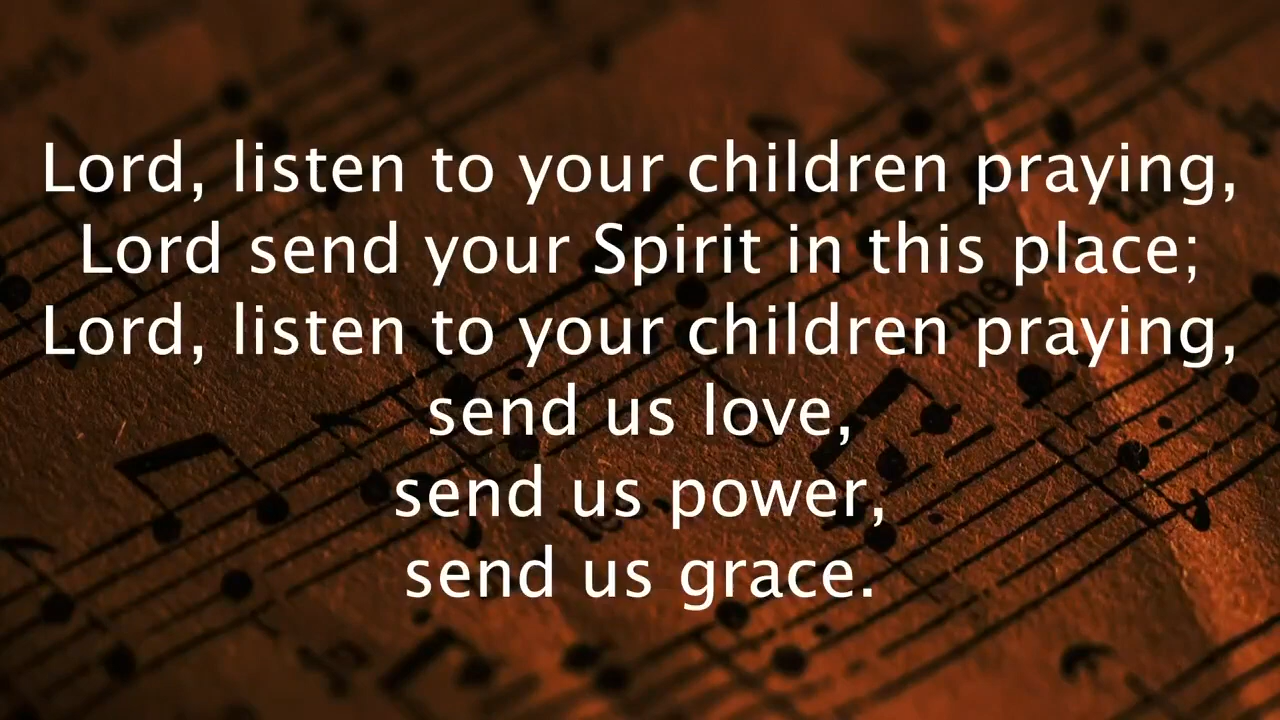 Lord, listen to your children praying,
Lord send your Spirit in this place;
Lord, listen to your children praying,
send us love,
send us power,
send us grace.